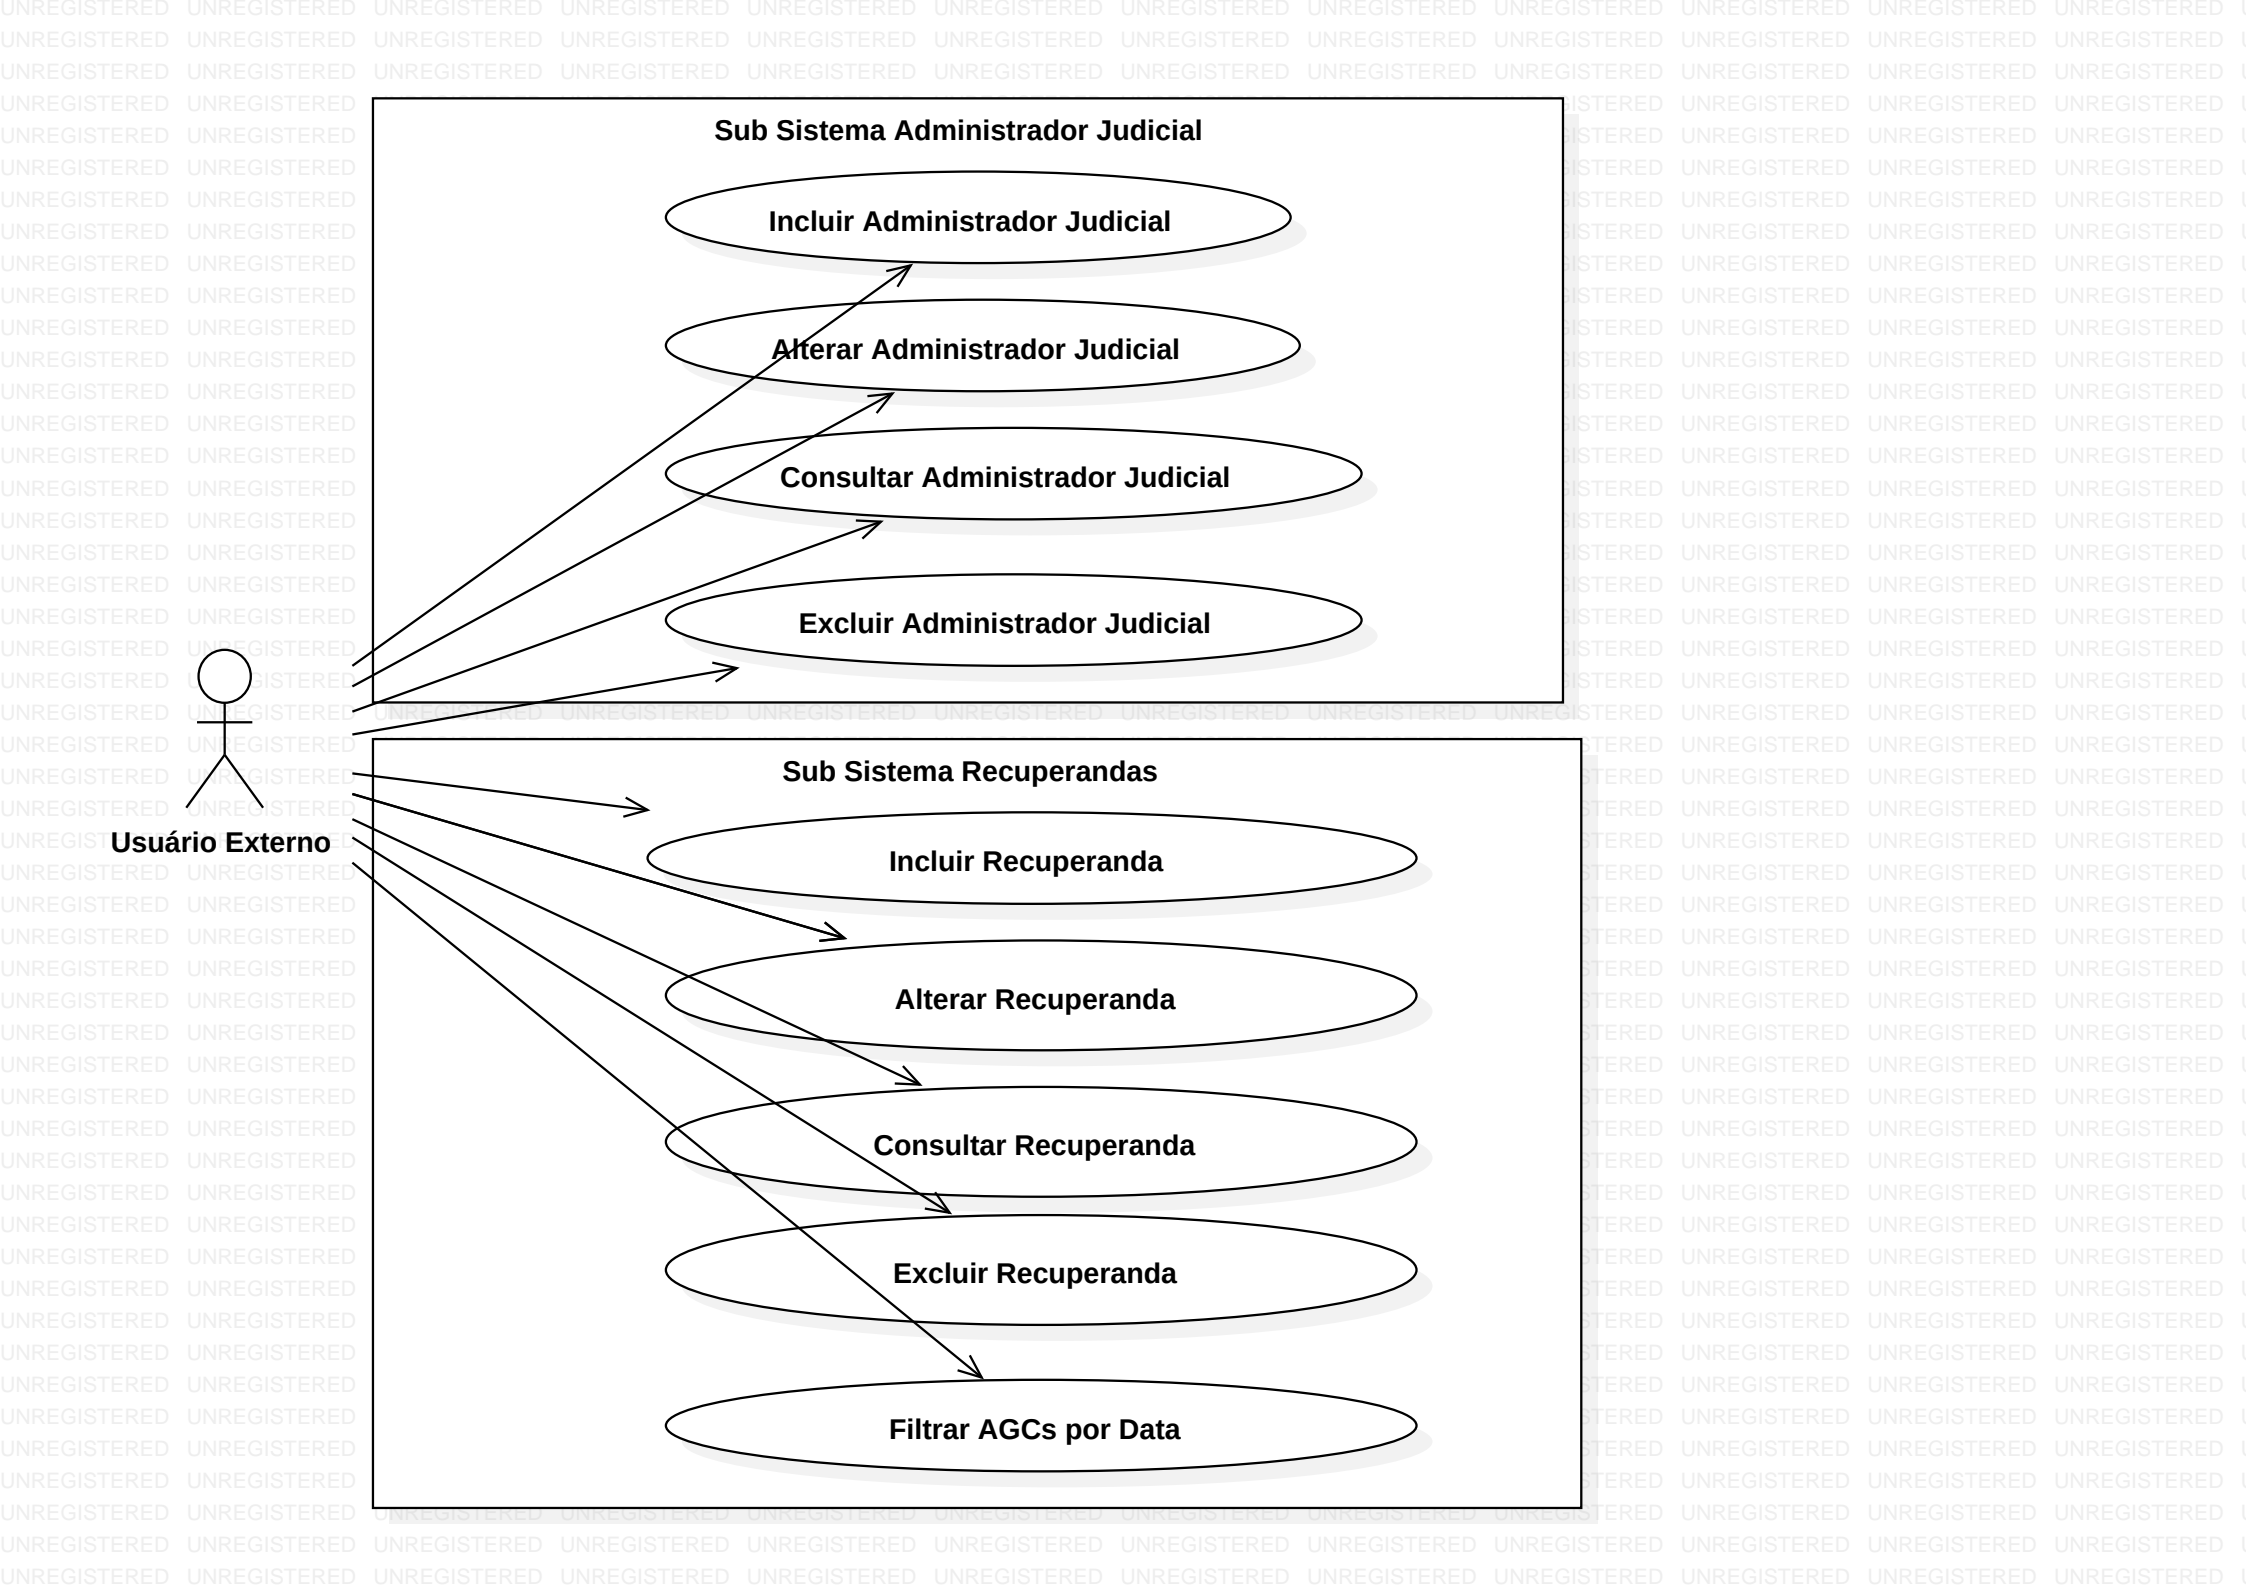 Sub Sistema Administrador Judicial
Incluir Administrador Judicial
Alterar Administrador Judicial
Consultar Administrador Judicial
Excluir Administrador Judicial
Usuário Externo
Sub Sistema Recuperandas
Incluir Recuperanda
Alterar Recuperanda
Consultar Recuperanda
Excluir Recuperanda
Filtrar AGCs por Data
UNREGISTERED